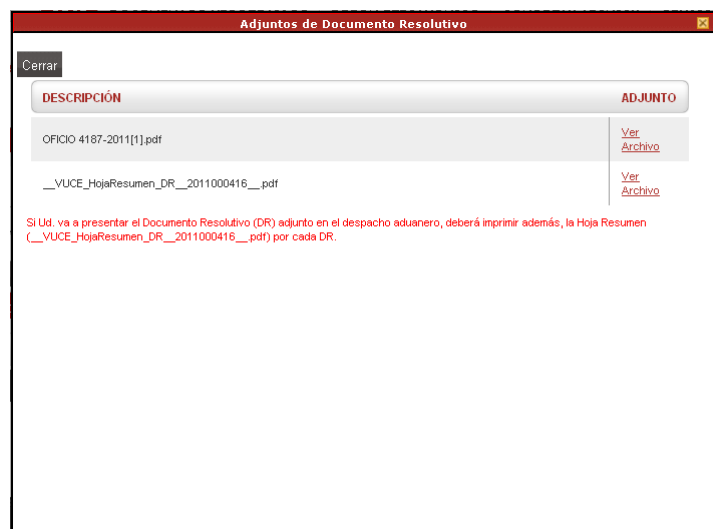 Adjuntos de Documento Resolutivo
Cerrar
DESCRIPCIÓN ADJUNTO
OFICIO 4187-2011[1].pdf Ver
Archivo
__VUCE_HojaResumen_DR__2011000416__.pdf Ver
Archivo
Si Ud. va a presentar el Documento Resolutivo (DR) adjunto en el despacho aduanero, deberá imprimir además, la Hoja Resumen
(__VUCE_HojaResumen_DR__2011000416__.pdf) por cada DR.